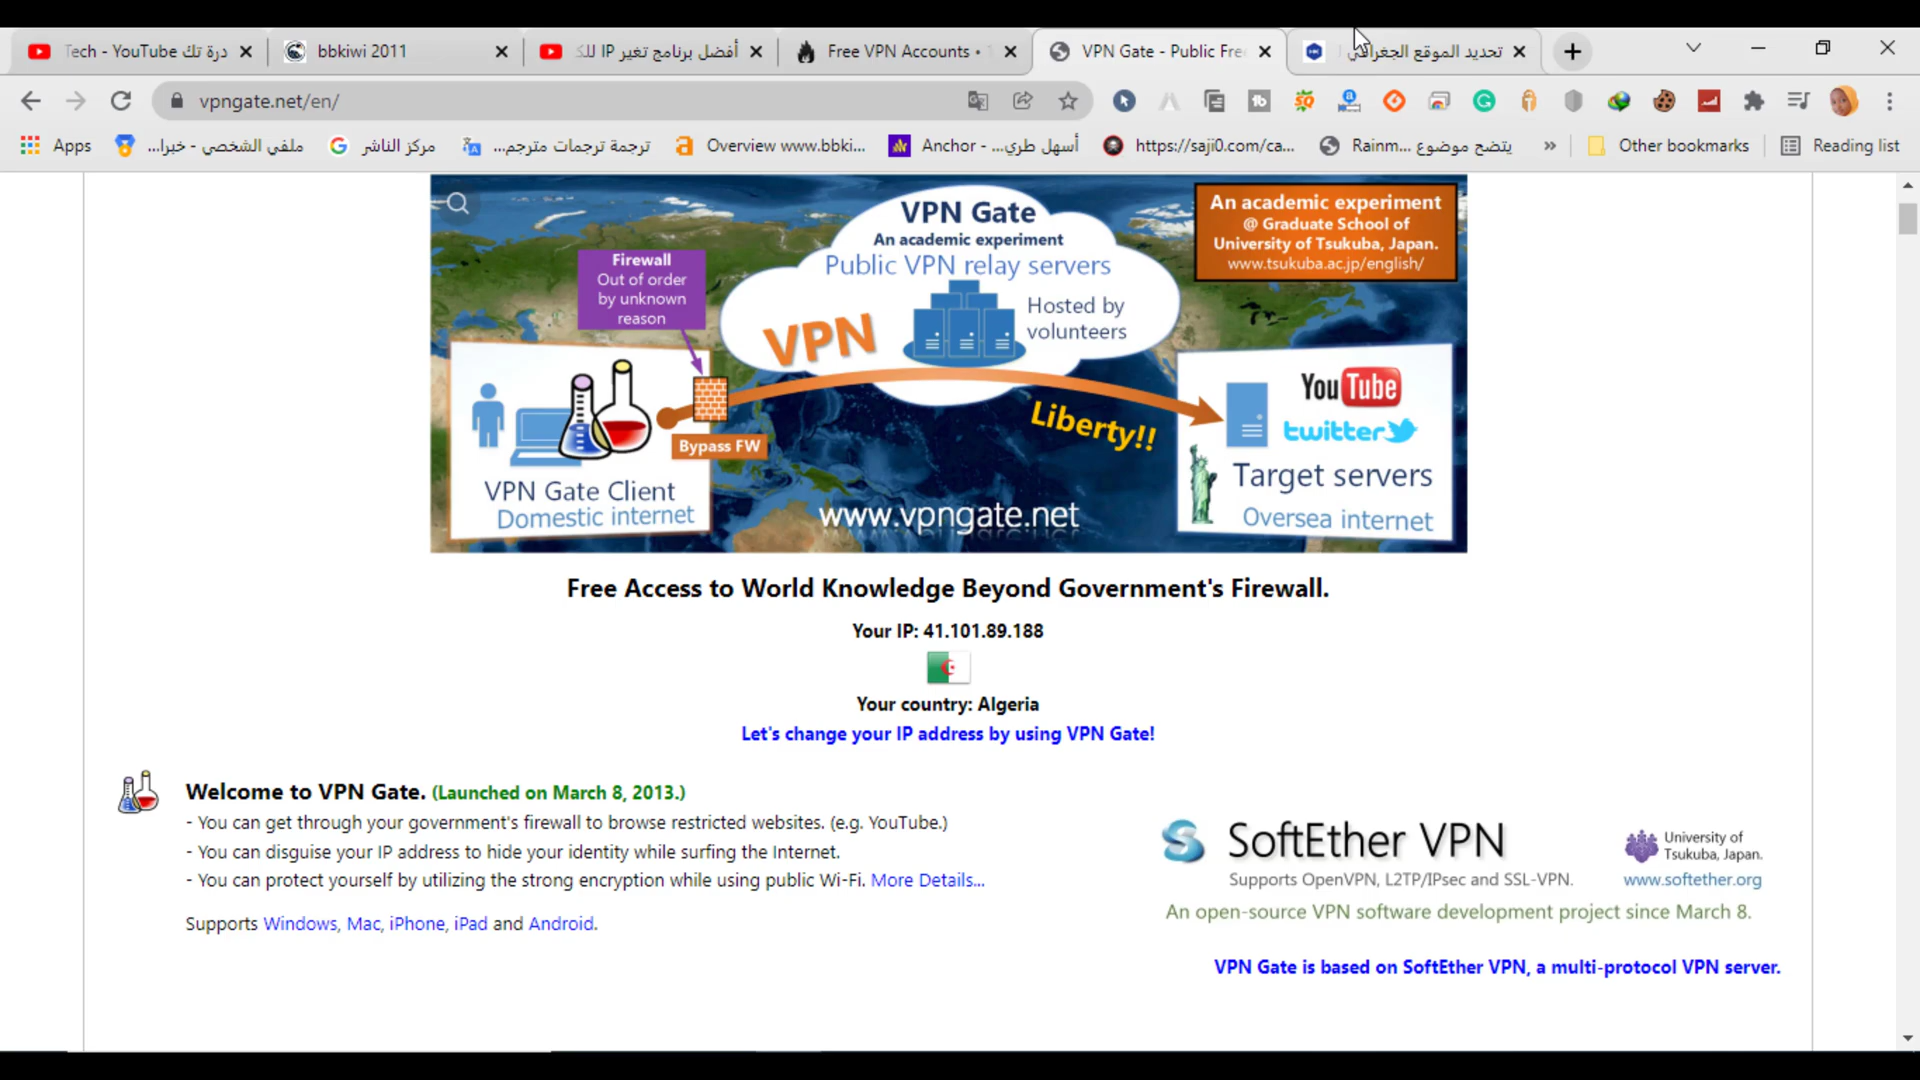 درة تك Tech - YouTube
bbkiwi 2011
أفضل برنامج تغير IP للك
Free VPN Accounts •
VPN Gate - Public Fre
تحديد الموقع الجغرافي
vpngate.net/en/
Apps
ملفي الشخصي - خبرا...
مركز الناشر
ترجمة ترجمات مترجم...
Overview www.bbki...
Anchor - أسهل طري...
https://saji0.com/ca...
Rainm... يتضح موضوع
»
Other bookmarks
Reading list
VPN Gate
An academic experiment
Public VPN relay servers
Hosted by
volunteers
An academic experiment
@ Graduate School of
University of Tsukuba, Japan.
www.tsukuba.ac.jp/english/
Firewall
Out of order
by unknown
reason
VPN
Liberty!!
Bypass FW
VPN Gate Client
Domestic internet
www.vpngate.net
YouTube
twitter
Target servers
Oversea internet
Free Access to World Knowledge Beyond Government's Firewall.
Your IP: 41.101.89.188
Your country: Algeria
Let's change your IP address by using VPN Gate!
Welcome to VPN Gate. (Launched on March 8, 2013.)
- You can get through your government's firewall to browse restricted websites. (e.g. YouTube.)
- You can disguise your IP address to hide your identity while surfing the Internet.
- You can protect yourself by utilizing the strong encryption while using public Wi-Fi. More Details...
Supports Windows, Mac, iPhone, iPad and Android.
SoftEther VPN
Supports OpenVPN, L2TP/IPsec and SSL-VPN.
University of
Tsukuba, Japan.
www.softether.org
An open-source VPN software development project since March 8.
VPN Gate is based on SoftEther VPN, a multi-protocol VPN server.